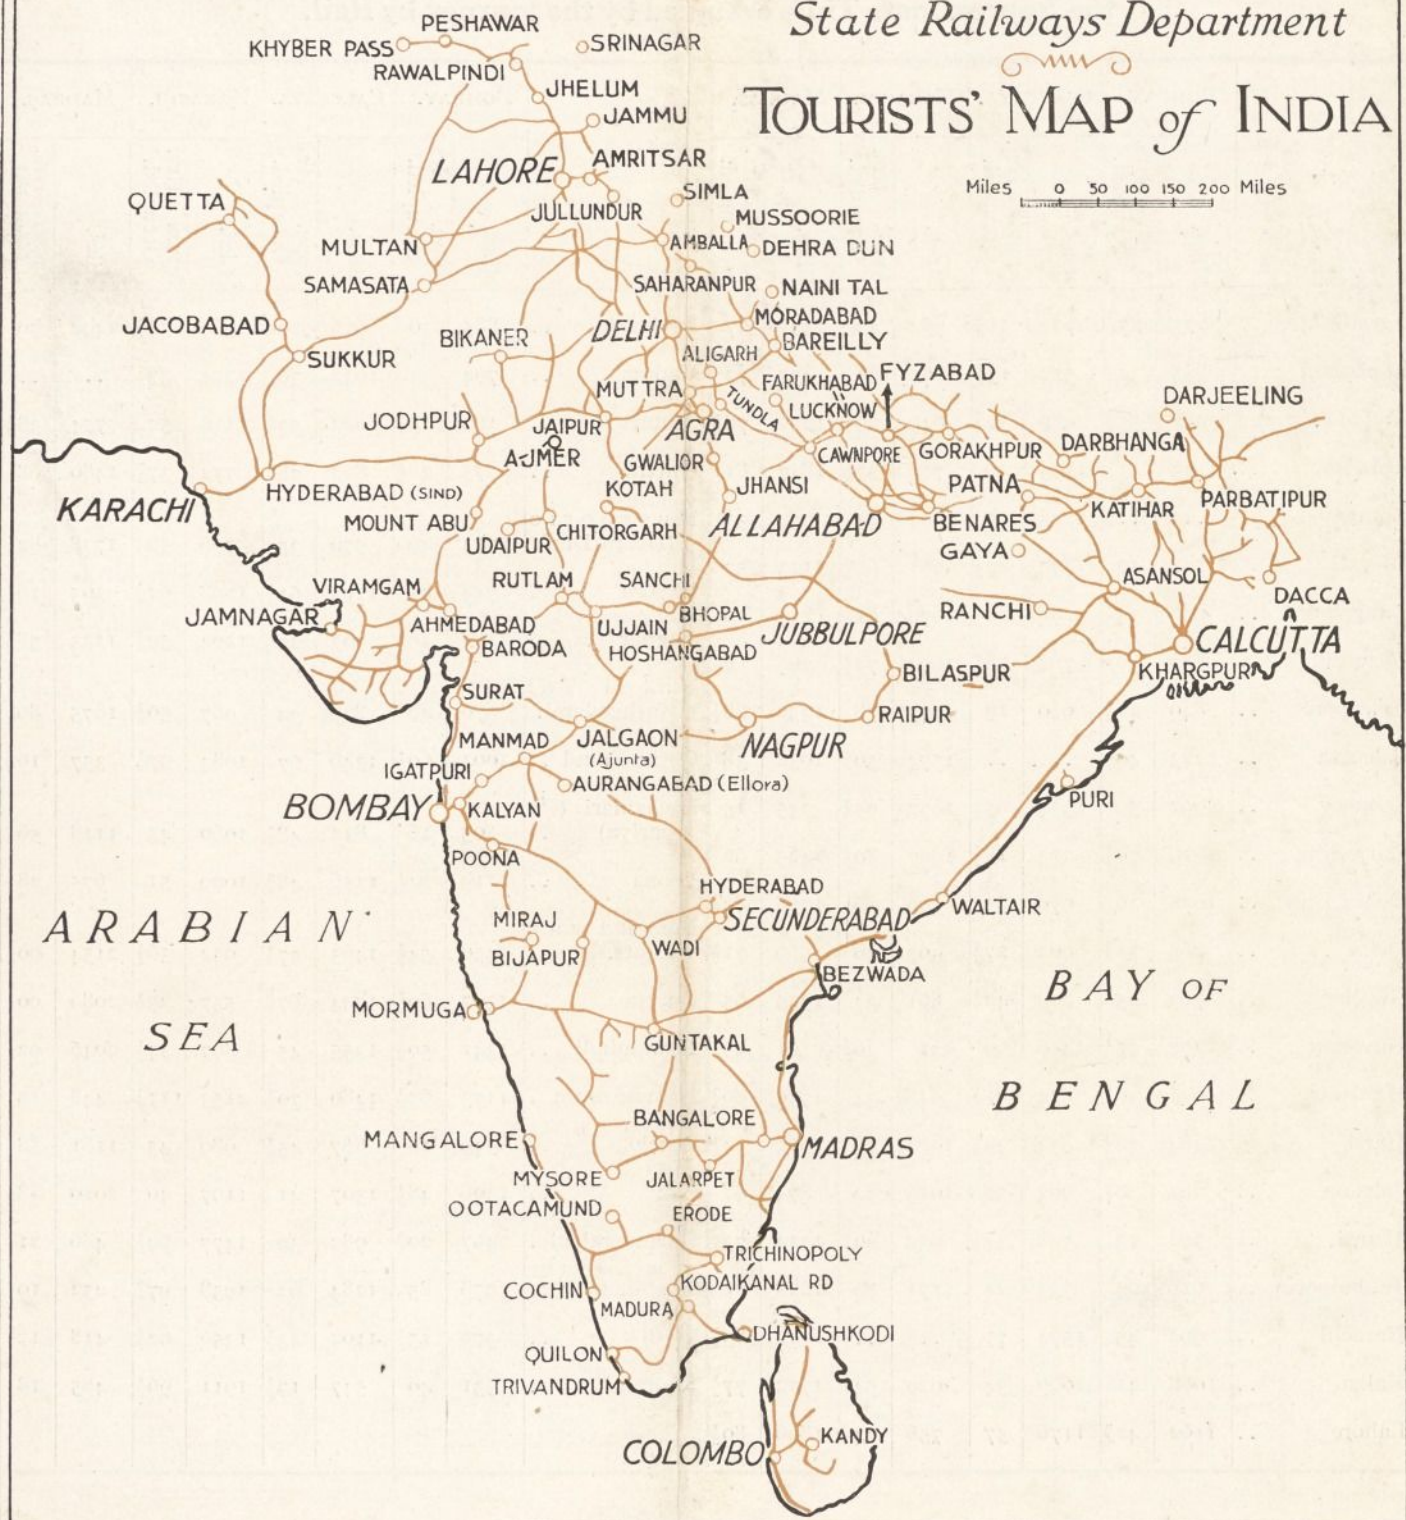 State Railways Department
TOURISTS' MAP of INDIA
Miles 0 50 100 150 200 Miles
PESHAWAR
KHYBER PASS
SRINAGAR
RAWALPINDI
JHELUM
JAMMU
LAHORE
AMRITSAR
QUETTA
SIMLA
JULLUNDUR
MUSSOORIE
MULTAN
AMBALLA
DEHRA DUN
SAMASATA
SAHARANPUR
NAINI TAL
JACOBABAD
BIKANER
DELHI
MORADABAD
SUKKUR
ALIGARH
BAREILLY
MUTTRA
FARUKHABAD
FYZABAD
TUNDLA
LUCKNOW
DARJEELING
JODHPUR
JAIPUR
AGRA
AJMER
GWALIOR
CAWNPORE
GORAKHPUR
DARBHANGA
KARACHI
HYDERABAD (SIND)
KOTAH
JHANSI
PATNA
KATIHAR
PARBATIPUR
MOUNT ABU
UDAIPUR
CHITORGARH
ALLAHABAD
BENARES
GAYA
VIRAMGAM
RUTLAM
SANCHI
ASANSOL
JAMNAGAR
AHMEDABAD
UJJAIN
BHOPAL
JUBBULPORE
RANCHI
DACCA
BARODA
HOSHANGABAD
CALCUTTA
BILASPUR
KHARGPUR
SURAT
RAIPUR
MANMAD
JALGAON
(Ajunta)
NAGPUR
IGATPURI
AURANGABAD (Ellora)
BOMBAY
KALYAN
PURI
POONA
HYDERABAD
ARABIAN
SEA
MIRAJ
SECUNDERABAD
WALTAIR
BIJAPUR
WADI
BEZWADA
BAY OF
BENGAL
MORMUGA
GUNTAKAL
BANGALORE
MANGALORE
MADRAS
MYSORE
JALARPET
OOTACAMUND
ERODE
TRICHINOPOLY
COCHIN
KODAIKANAL RD
MADURA
DHANUSHKODI
QUILON
TRIVANDRUM
COLOMBO
KANDY